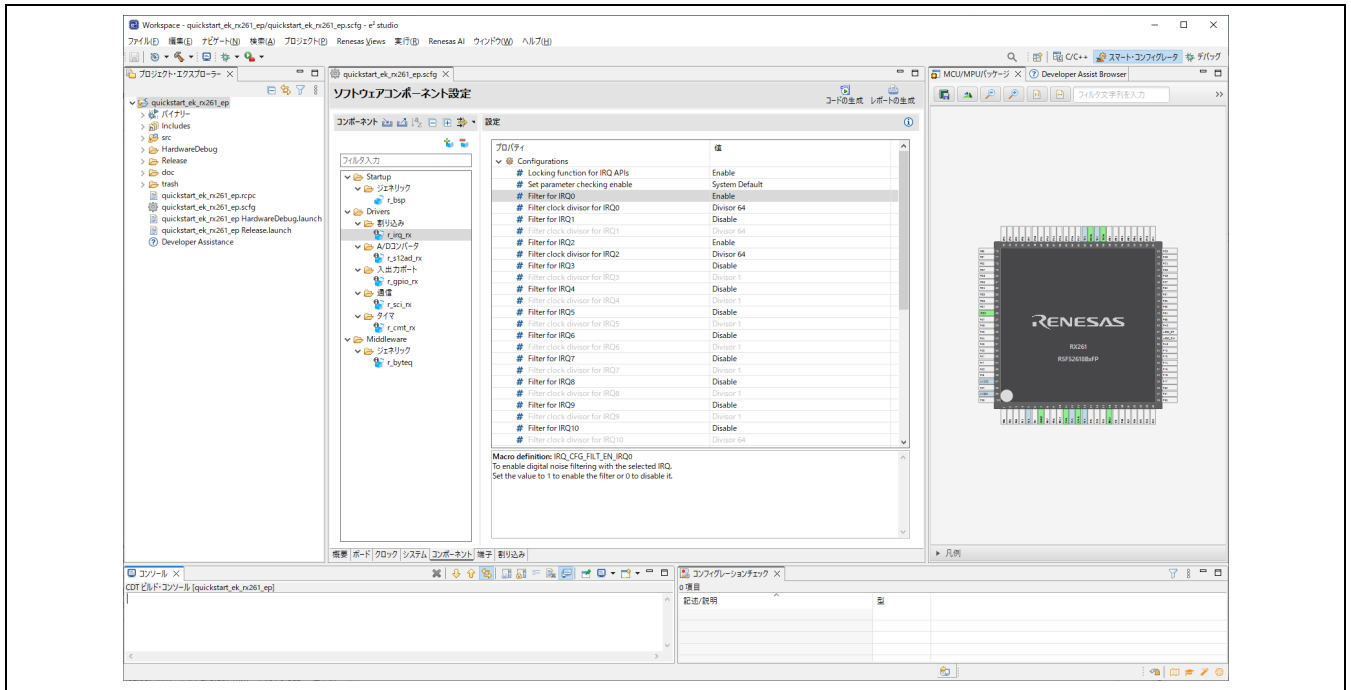 Workspace - quickstart_ek_rx261_ep/quickstart_ek_rx261_ep.scfg - e² studio
ファイル(F) 編集(E) ナビゲート(N) 検索(A) プロジェクト(P) Renesas Views 実行(R) Renesas AI ウィンドウ(W) ヘルプ(H)
C/C++ スマート・コンフィグレータ デバッグ
プロジェクト・エクスプローラー
quickstart_ek_rx261_ep
バイナリー
Includes
src
HardwareDebug
Release
doc
trash
quickstart_ek_rx261_ep.rcpc
quickstart_ek_rx261_ep.scfg
quickstart_ek_rx261_ep HardwareDebug.launch
quickstart_ek_rx261_ep Release.launch
Developer Assistance
quickstart_ek_rx261_ep.scfg
ソフトウェアコンポーネント設定
コードの生成 レポートの生成
コンポーネント
フィルタ入力
Startup
ジェネリック
r_bsp
Drivers
割り込み
r_irq_rx
A/Dコンバータ
r_s12ad_rx
入出力ポート
r_gpio_rx
通信
r_sci_rx
タイマ
r_cmt_rx
Middleware
ジェネリック
r_byteq
設定
プロパティ 値
Configurations
# Locking function for IRQ APIs Enable
# Set parameter checking enable System Default
# Filter for IRQ0 Enable
# Filter clock divisor for IRQ0 Divisor 64
# Filter for IRQ1 Disable
# Filter clock divisor for IRQ1 Divisor 64
# Filter for IRQ2 Enable
# Filter clock divisor for IRQ2 Divisor 64
# Filter for IRQ3 Disable
# Filter clock divisor for IRQ3 Divisor 1
# Filter for IRQ4 Disable
# Filter clock divisor for IRQ4 Divisor 1
# Filter for IRQ5 Disable
# Filter clock divisor for IRQ5 Divisor 1
# Filter for IRQ6 Disable
# Filter clock divisor for IRQ6 Divisor 1
# Filter for IRQ7 Disable
# Filter clock divisor for IRQ7 Divisor 1
# Filter for IRQ8 Disable
# Filter clock divisor for IRQ8 Divisor 1
# Filter for IRQ9 Disable
# Filter clock divisor for IRQ9 Divisor 1
# Filter for IRQ10 Disable
# Filter clock divisor for IRQ10 Divisor 64
Macro definition: IRQ_CFG_FILT_EN_IRQ0
To enable digital noise filtering with the selected IRQ.
Set the value to 1 to enable the filter or 0 to disable it.
概要 ボード クロック システム コンポーネント 端子 割り込み
MCU/MPUパッケージ Developer Assist Browser
フィルタ文字列を入力
RENESAS
RX261
R5F52618BxFP
凡例
コンソール
CDT ビルド・コンソール [quickstart_ek_rx261_ep]
コンフィグレーションチェック
0 項目
記述/説明 型